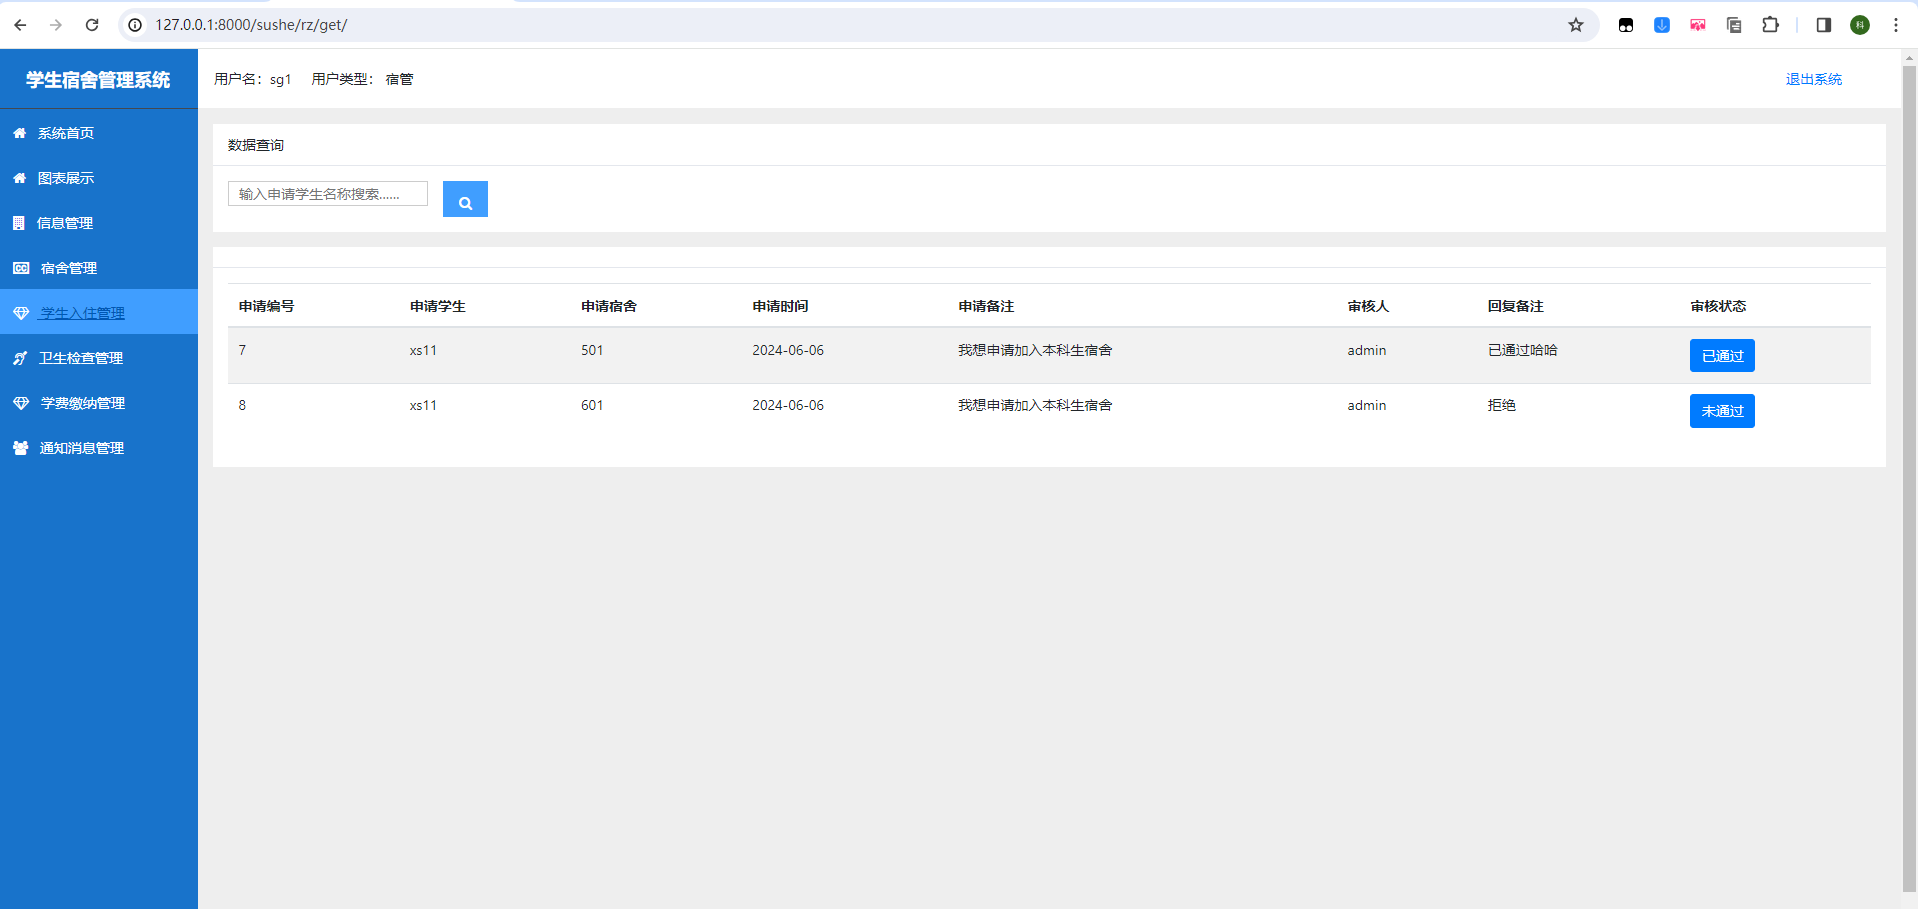 127.0.0.1:8000/sushe/rz/get/
科
学生宿舍管理系统
用户名：sg1 用户类型： 宿管
退出系统
系统首页
图表展示
信息管理
宿舍管理
学生入住管理
卫生检查管理
学费缴纳管理
通知消息管理
数据查询
输入申请学生名称搜索......
申请编号 申请学生 申请宿舍 申请时间 申请备注 审核人 回复备注 审核状态
7 xs11 501 2024-06-06 我想申请加入本科生宿舍 admin 已通过哈哈 已通过
8 xs11 601 2024-06-06 我想申请加入本科生宿舍 admin 拒绝 未通过